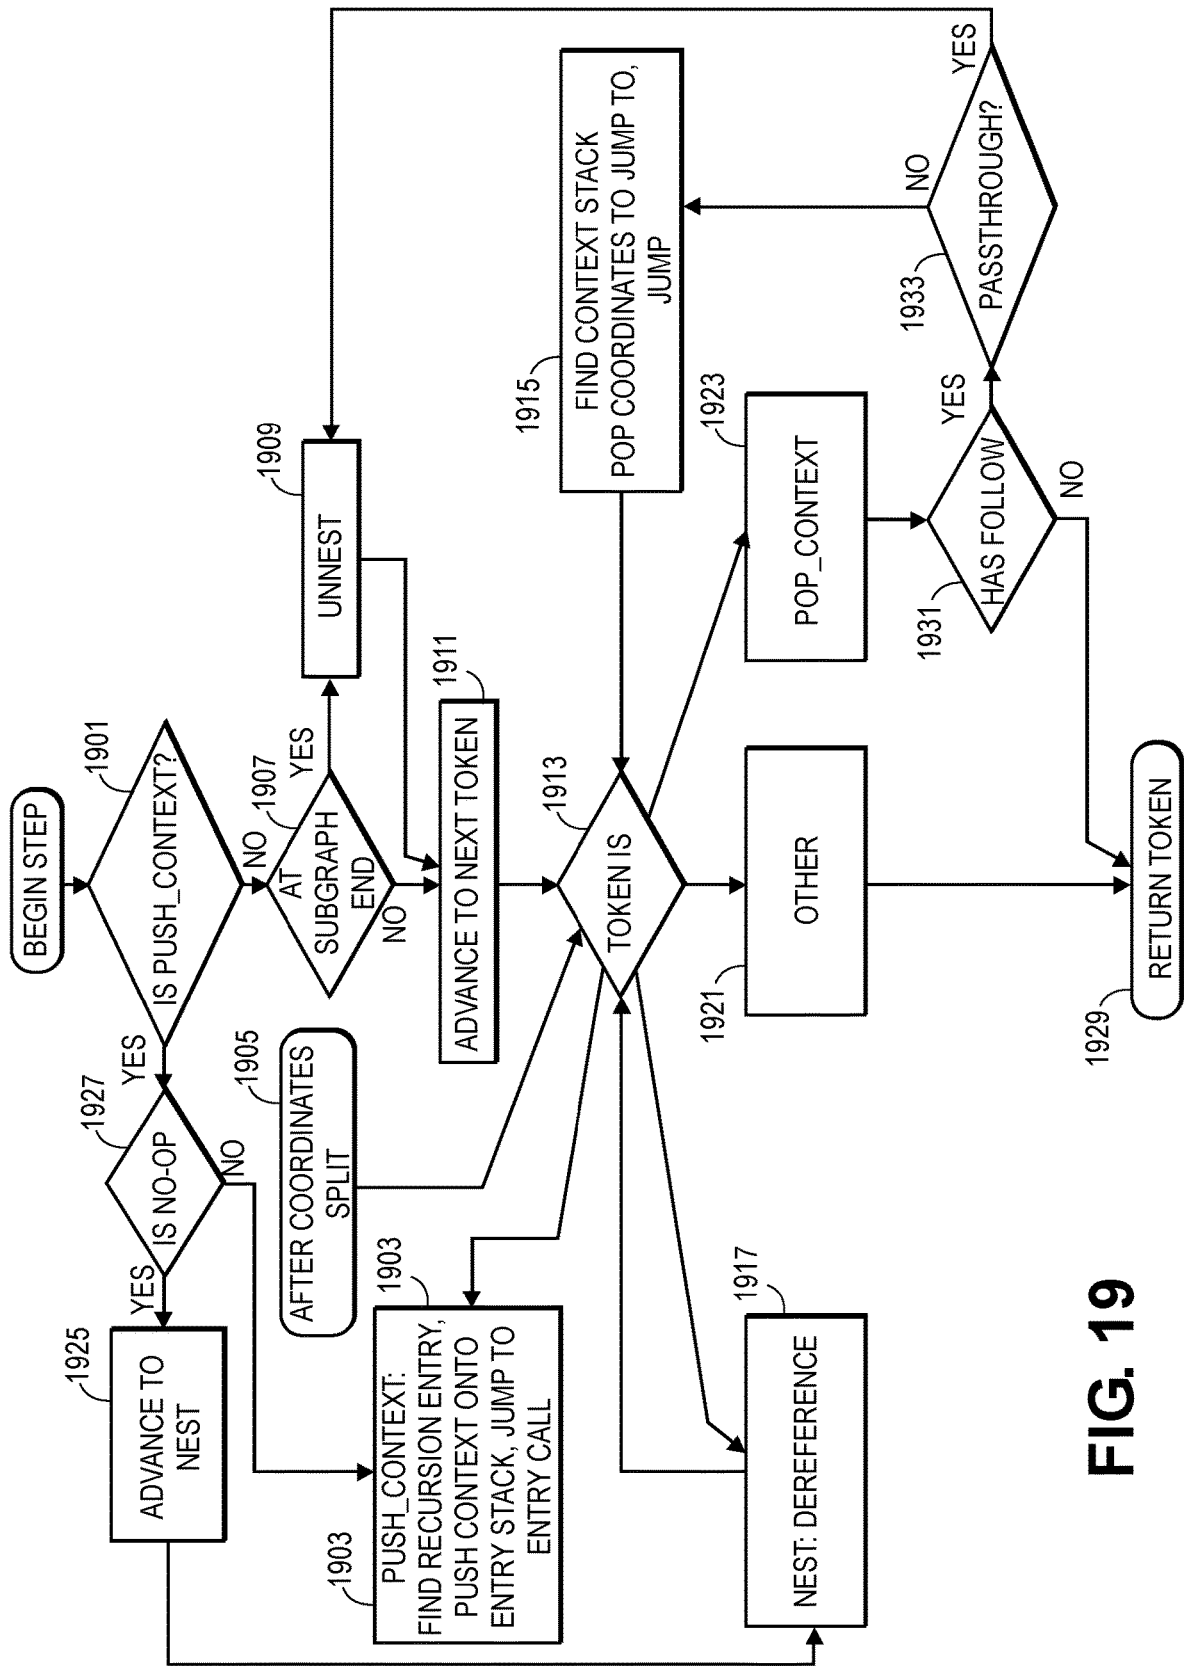 BEGIN STEP
1901
IS PUSH_CONTEXT?
YES
NO
1927
IS NO-OP
YES
NO
1925
ADVANCE TO
NEST
1907
AT
SUBGRAPH
END
YES
NO
1909
UNNEST
1905
AFTER COORDINATES
SPLIT
1911
ADVANCE TO NEXT TOKEN
1903
1903
PUSH_CONTEXT:
FIND RECURSION ENTRY,
PUSH CONTEXT ONTO
ENTRY STACK, JUMP TO
ENTRY CALL
1913
TOKEN IS
1915
FIND CONTEXT STACK
POP COORDINATES TO JUMP TO,
JUMP
1917
NEST: DEREFERENCE
1921
OTHER
1923
POP_CONTEXT
1931
HAS FOLLOW
YES
NO
1933
PASSTHROUGH?
NO
YES
1929
RETURN TOKEN
FIG. 19